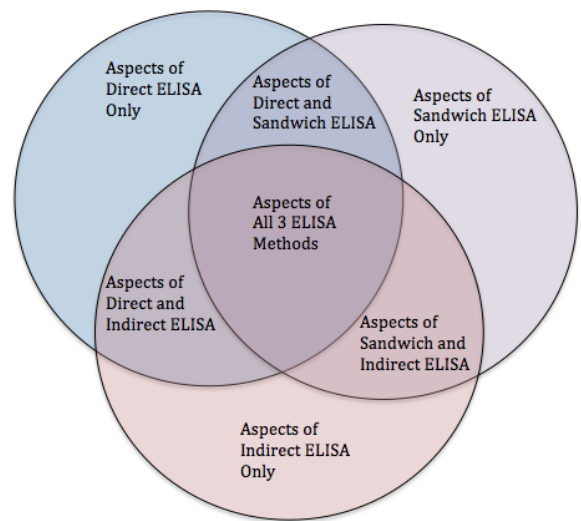 Aspects of
Direct ELISA
Only
Aspects of
Direct and
Sandwich ELISA
Aspects of
Sandwich ELISA
Only
Aspects of
All 3 ELISA
Methods
Aspects of
Direct and
Indirect ELISA
Aspects of
Sandwich and
Indirect ELISA
Aspects of
Indirect ELISA
Only